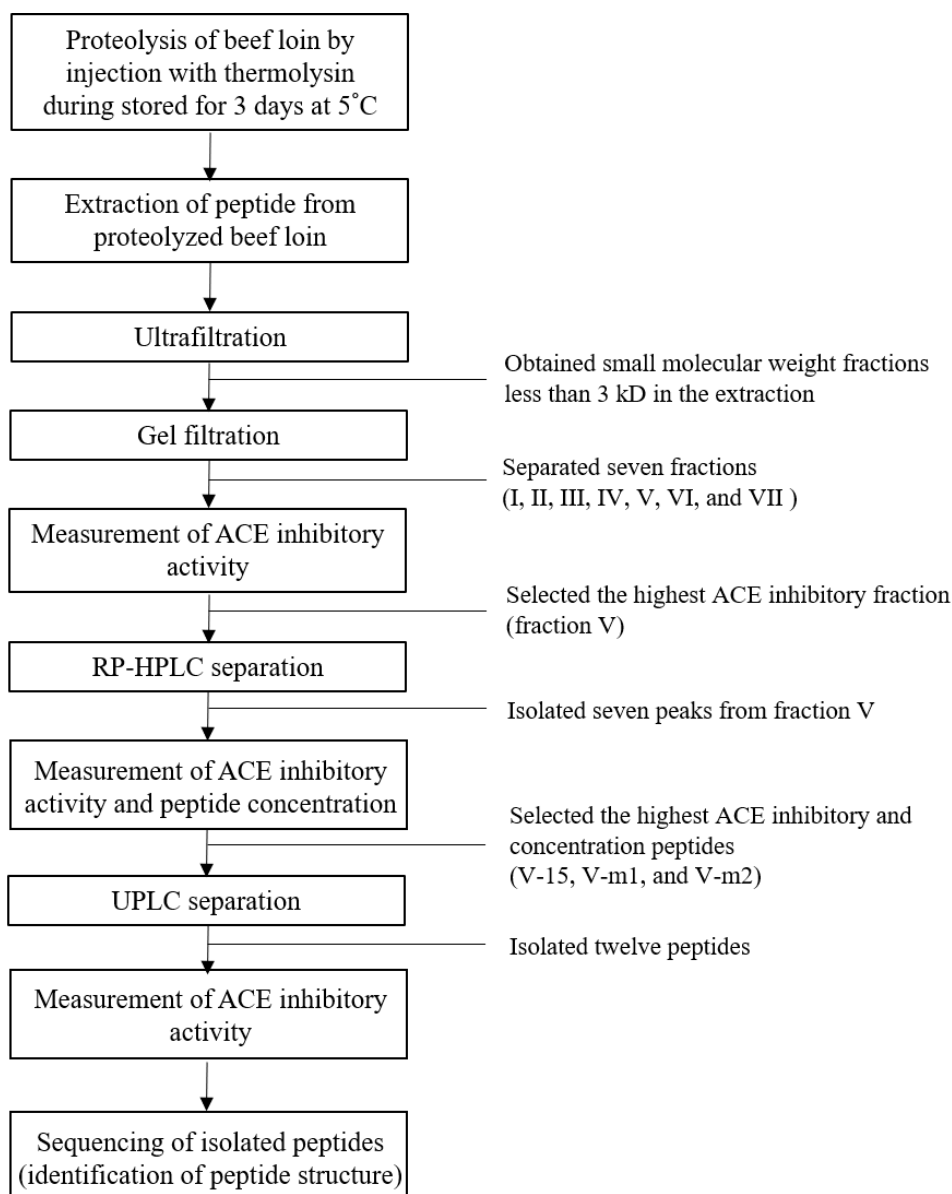 Proteolysis of beef loin by
injection with thermolysin
during stored for 3 days at 5˚C
Extraction of peptide from
proteolyzed beef loin
Ultrafiltration
Obtained small molecular weight fractions
less than 3 kD in the extraction
Gel filtration
Separated seven fractions
(I, II, III, IV, V, VI, and VII )
Measurement of ACE inhibitory
activity
Selected the highest ACE inhibitory fraction
(fraction V)
RP-HPLC separation
Isolated seven peaks from fraction V
Measurement of ACE inhibitory
activity and peptide concentration
Selected the highest ACE inhibitory and
concentration peptides
(V-15, V-m1, and V-m2)
UPLC separation
Isolated twelve peptides
Measurement of ACE inhibitory
activity
Sequencing of isolated peptides
(identification of peptide structure)